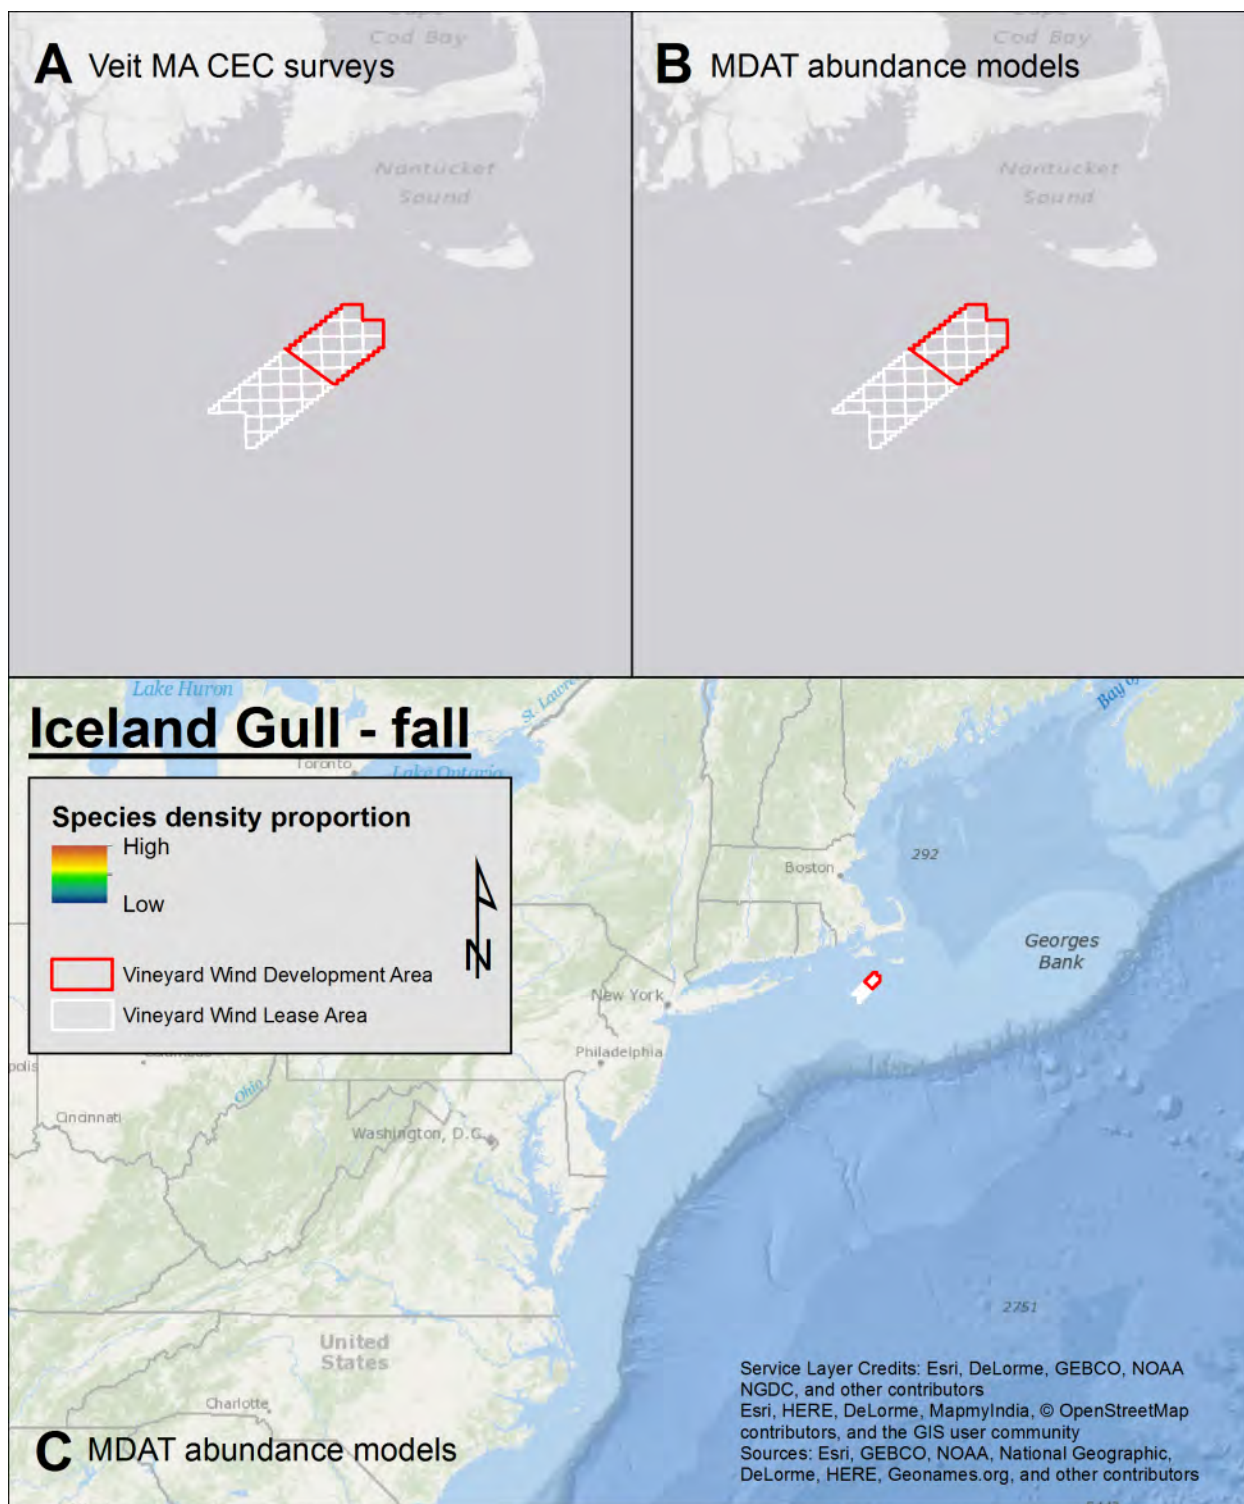 Cod Bay
A Veit MA CEC surveys
Nantucket
Sound
Cod Bay
B MDAT abundance models
Nantucket
Sound
Lake Huron
St. Lawre
Bay of
Iceland Gull - fall
Toronto
Lake Ontario
Species density proportion
High
Low
N
Vineyard Wind Development Area
Vineyard Wind Lease Area
Boston
292
Georges
Bank
New York
Philadelphia
polis
Ohio
Cincinnati
Washington, D.C.
2751
United
States
Charlotte
C MDAT abundance models
Service Layer Credits: Esri, DeLorme, GEBCO, NOAA
NGDC, and other contributors
Esri, HERE, DeLorme, MapmyIndia, © OpenStreetMap
contributors, and the GIS user community
Sources: Esri, GEBCO, NOAA, National Geographic,
DeLorme, HERE, Geonames.org, and other contributors